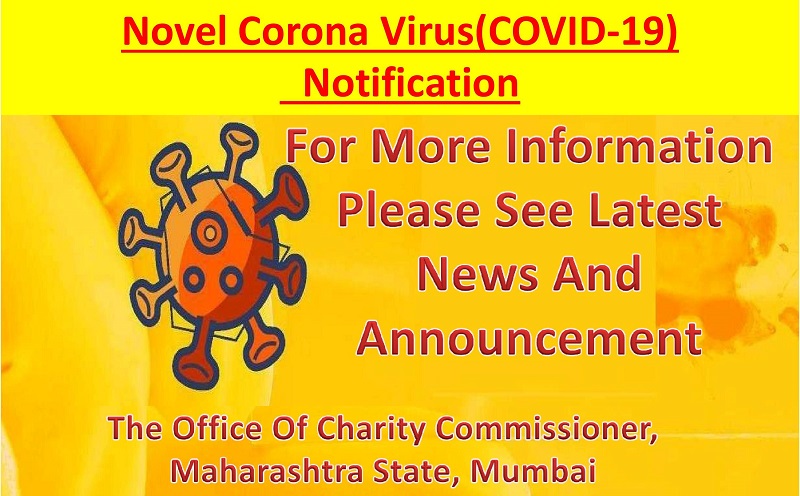 Novel Corona Virus(COVID-19)
Notification
For More Information
Please See Latest
News And
Announcement
The Office Of Charity Commissioner,
Maharashtra State, Mumbai